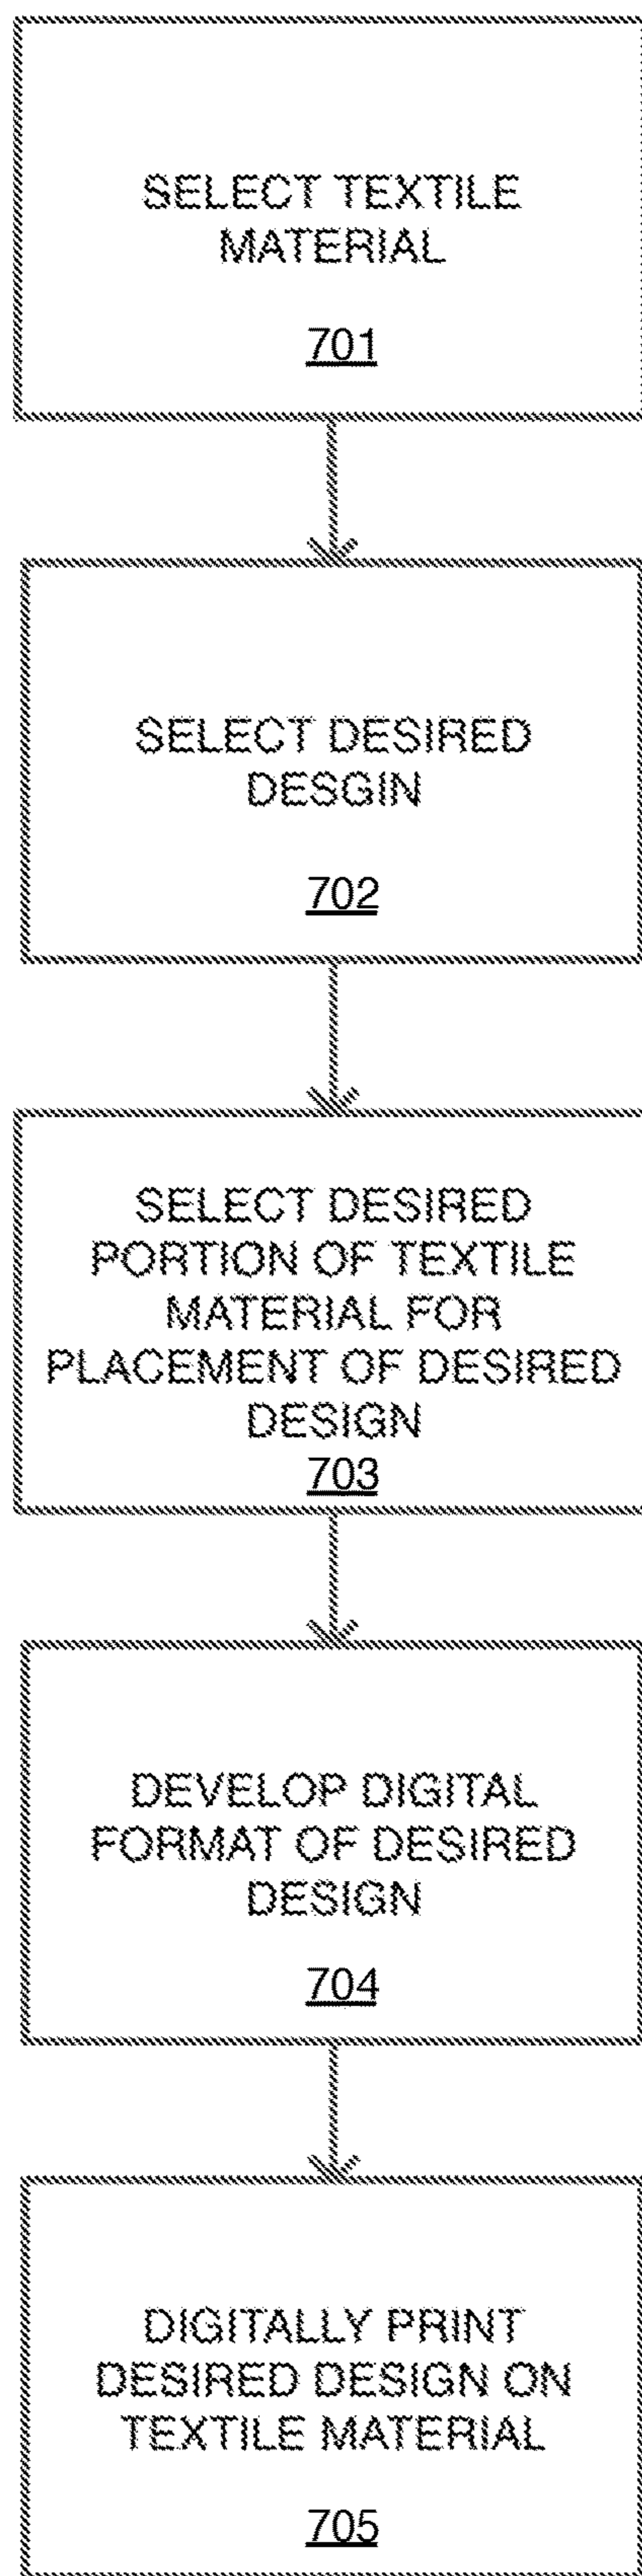 SELECT TEXTILE
MATERIAL
701
SELECT DESIRED
DESGIN
702
SELECT DESIRED
PORTION OF TEXTILE
MATERIAL FOR
PLACEMENT OF DESIRED
DESIGN
703
DEVELOP DIGITAL
FORMAT OF DESIRED
DESIGN
704
DIGITALLY PRINT
DESIRED DESIGN ON
TEXTILE MATERIAL
705